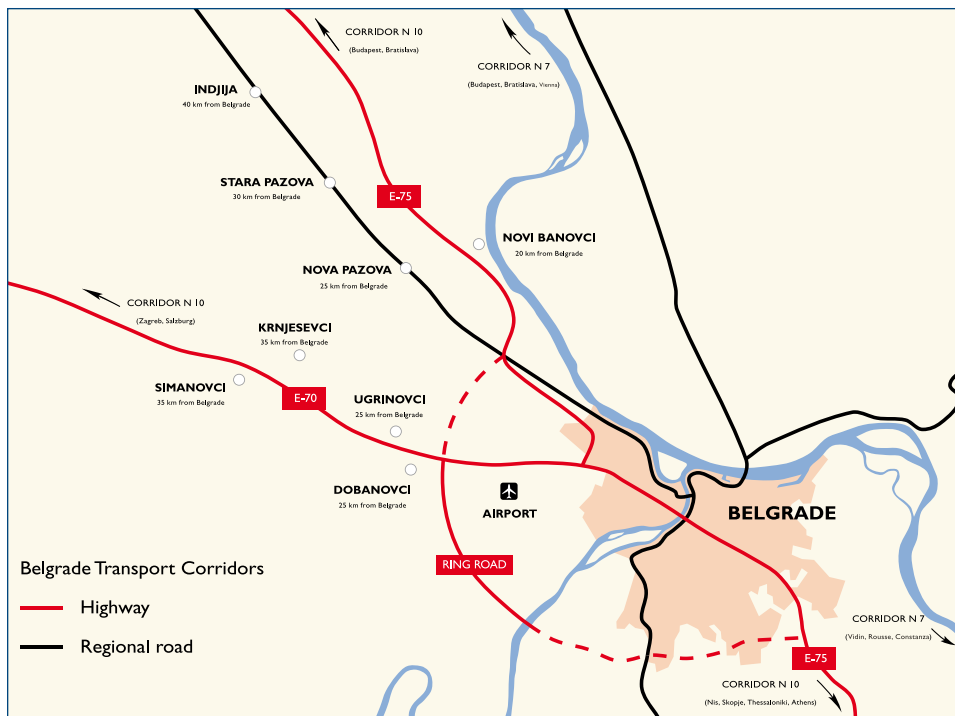 CORRIDOR N 10
(Budapest, Bratislava)
CORRIDOR N 7
(Budapest, Bratislava, Vienna)
INDJIJA
40 km from Belgrade
STARA PAZOVA
30 km from Belgrade
E-75
NOVI BANOVCI
20 km from Belgrade
NOVA PAZOVA
25 km from Belgrade
CORRIDOR N 10
(Zagreb, Salzburg)
KRNJESEVCI
35 km from Belgrade
SIMANOVCI
35 km from Belgrade
E-70
UGRINOVCI
25 km from Belgrade
DOBANOVCI
25 km from Belgrade
AIRPORT
BELGRADE
RING ROAD
Belgrade Transport Corridors
Highway
Regional road
CORRIDOR N 7
(Vidin, Rousse, Constanza)
E-75
CORRIDOR N 10
(Nis, Skopje, Thessaloniki, Athens)